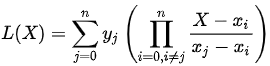 L(X) = \sum_{j=0}^{n} y_j \left( \prod_{i=0, i \neq j}^{n} \frac{X - x_i}{x_j - x_i} \right)